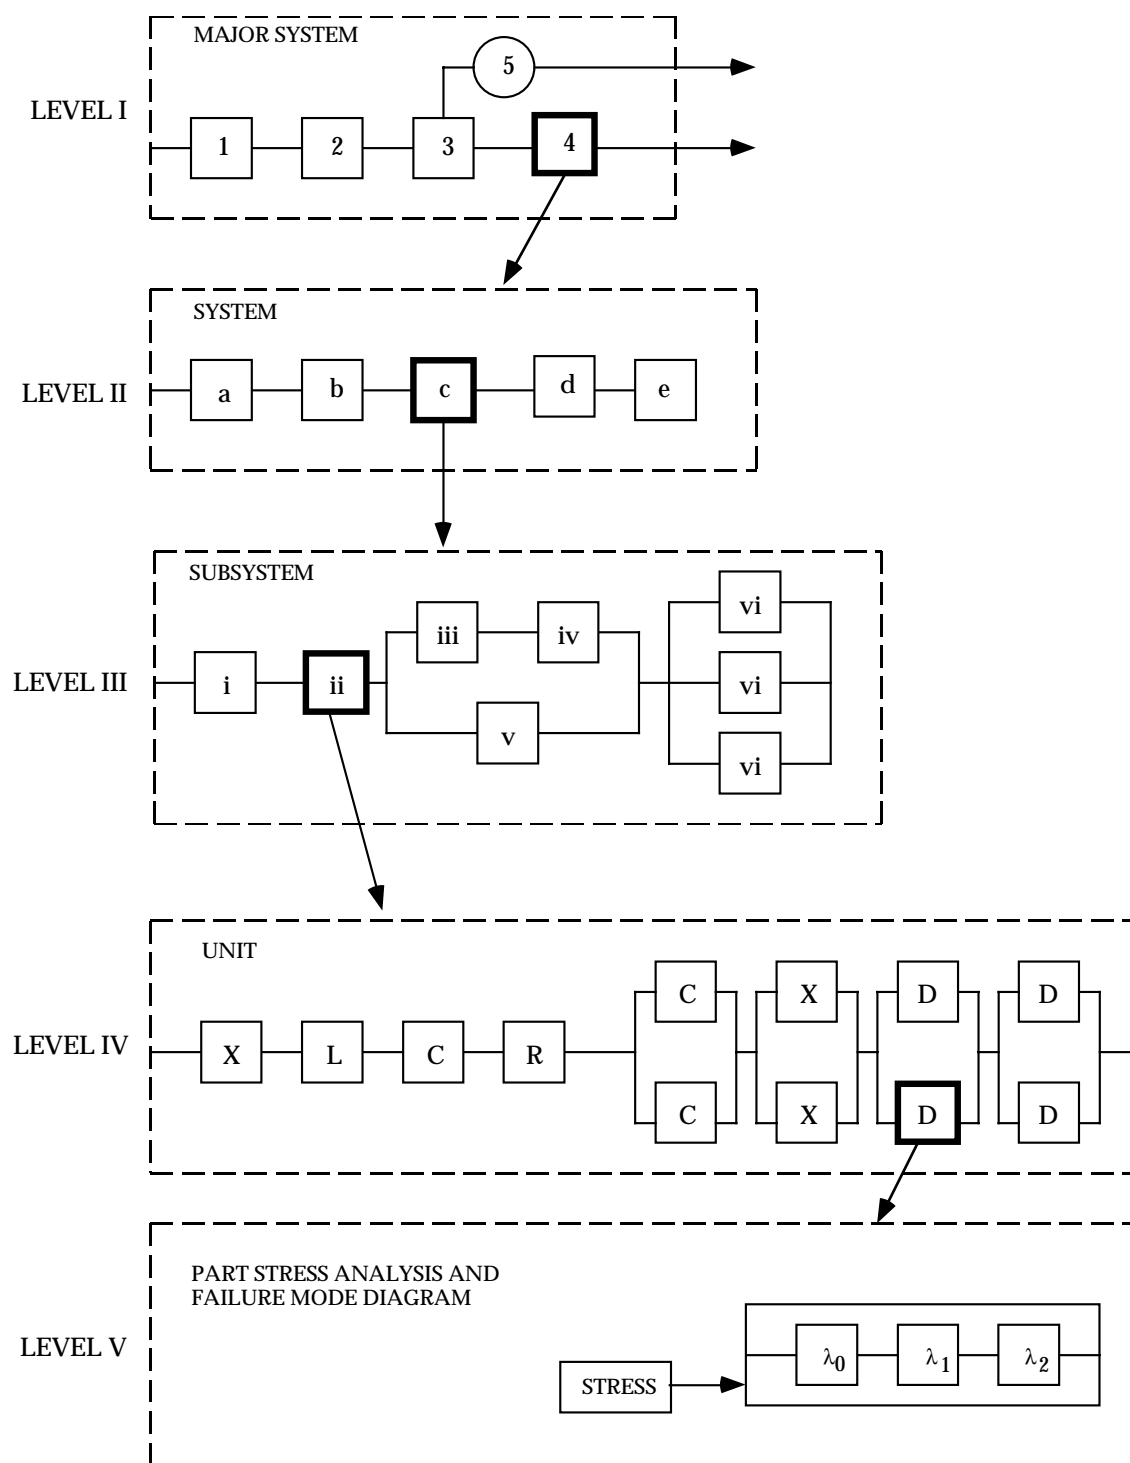 MAJOR SYSTEM
5
LEVEL I
1 2 3 4
SYSTEM
LEVEL II
a b c d e
SUBSYSTEM
vi
iii iv
LEVEL III
i ii vi
v
vi
UNIT
C X D D
LEVEL IV
X L C R
C X D D
PART STRESS ANALYSIS AND
FAILURE MODE DIAGRAM
LEVEL V
λ0 λ1 λ2
STRESS